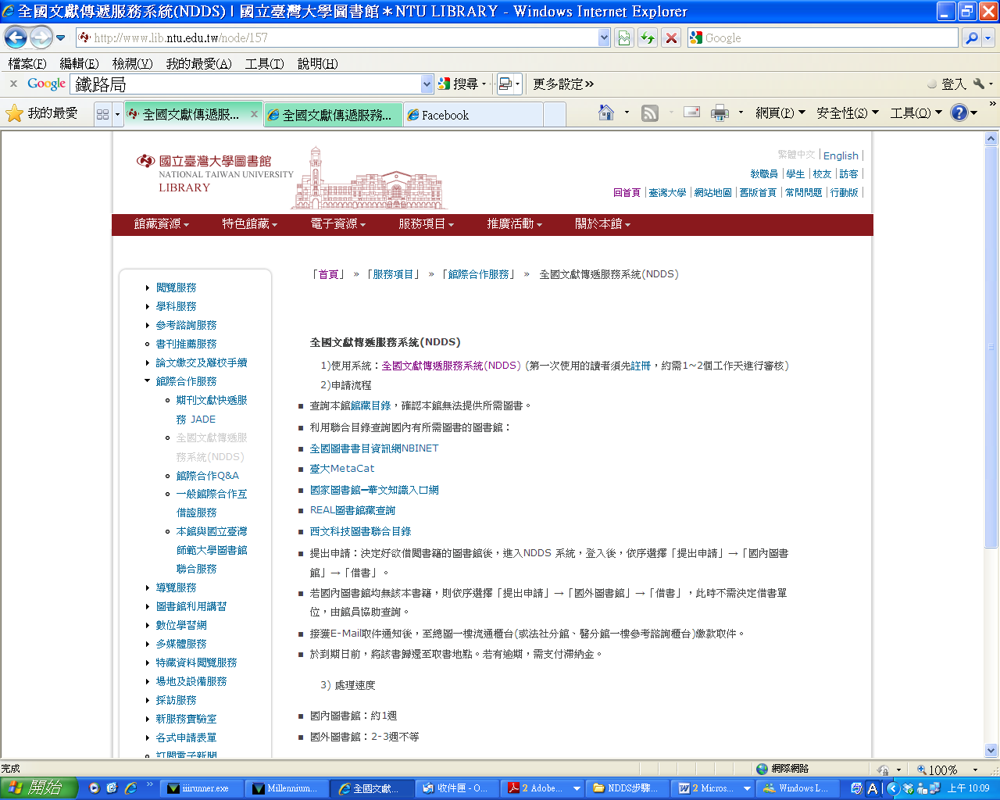 全國文獻傳遞服務系統(NDDS) | 國立臺灣大學圖書館＊NTU LIBRARY - Windows Internet Explorer
http://www.lib.ntu.edu.tw/node/157
Google
檔案(F) 編輯(E) 檢視(V) 我的最愛(A) 工具(T) 說明(H)
x Google 鐵路局 搜尋 更多設定 登入
我的最愛 全國文獻傳遞服... x 全國文獻傳遞服務... Facebook 網頁(P) 安全性(S) 工具(O)
國立臺灣大學圖書館
NATIONAL TAIWAN UNIVERSITY
LIBRARY
繁體中文 | English |
教職員 | 學生 | 校友 | 訪客 |
回首頁 | 臺灣大學 | 網站地圖 | 舊版首頁 | 常問問題 | 行動版 |
館藏資源 特色館藏 電子資源 服務項目 推廣活動 關於本館
閱覽服務
學科服務
參考諮詢服務
書刊推薦服務
論文繳交及離校手續
館際合作服務
期刊文獻快遞服
務 JADE
全國文獻傳遞服
務系統(NDDS)
館際合作Q&A
一般館際合作互
借證服務
本館與國立臺灣
師範大學圖書館
聯合服務
導覽服務
圖書館利用講習
數位學習網
多媒體服務
特藏資料閱覽服務
場地及設備服務
採訪服務
新服務實驗室
各式申請表單
訂閱電子新聞
「首頁」 » 「服務項目」 » 「館際合作服務」 » 全國文獻傳遞服務系統(NDDS)
全國文獻傳遞服務系統(NDDS)
1)使用系統：全國文獻傳遞服務系統(NDDS) (第一次使用的讀者須先註冊，約需1~2個工作天進行審核)
2)申請流程
查詢本館館藏目錄，確認本館無法提供所需圖書。
利用聯合目錄查詢國內有所需圖書的圖書館：
全國圖書書目資訊網NBINET
臺大MetaCat
國家圖書館─華文知識入口網
REAL圖書館藏查詢
西文科技圖書聯合目錄
提出申請：決定好欲借閱書籍的圖書館後，進入NDDS 系統，登入後，依序選擇「提出申請」→「國內圖書
館」→「借書」。
若國內圖書館均無該本書籍，則依序選擇「提出申請」→「國外圖書館」→「借書」，此時不需決定借書單
位，由館員協助查詢。
接獲E-Mail取件通知後，至總圖一樓流通櫃台(或法社分館、醫分館一樓參考諮詢櫃台)繳款取件。
於到期日前，將該書歸還至取書地點。若有逾期，需支付滯納金。
3) 處理速度
國內圖書館：約1週
國外圖書館：2-3週不等
完成 網際網路 100%
開始 iiirunner.exe Millennium... 全國文獻... 收件匣 - O... 2 Adobe... NDDS步驟... 2 Micros... Windows L... A 上午 10:09